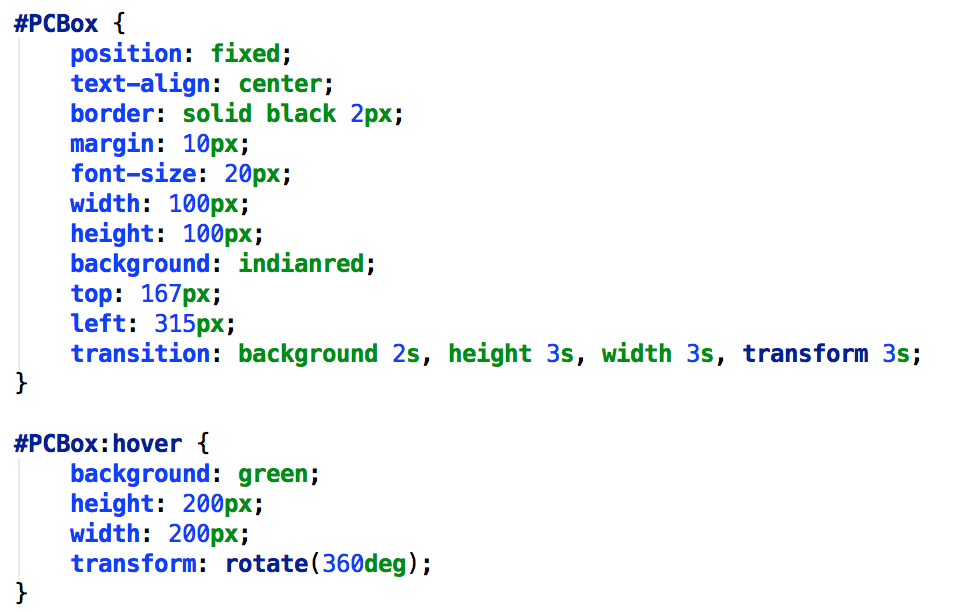 #PCBox {
    position: fixed;
    text-align: center;
    border: solid black 2px;
    margin: 10px;
    font-size: 20px;
    width: 100px;
    height: 100px;
    background: indianred;
    top: 167px;
    left: 315px;
    transition: background 2s, height 3s, width 3s, transform 3s;
}

#PCBox:hover {
    background: green;
    height: 200px;
    width: 200px;
    transform: rotate(360deg);
}